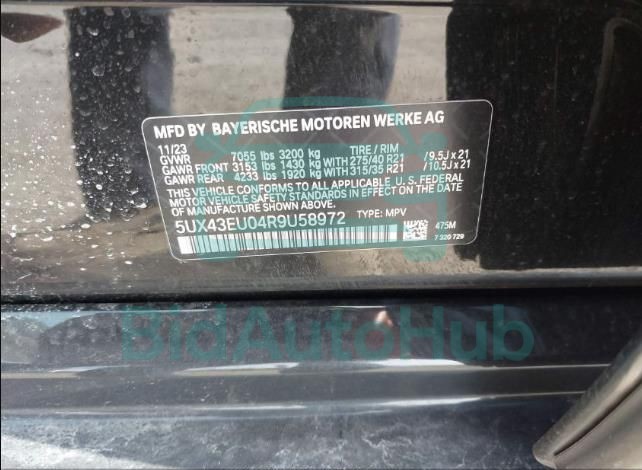 MFD BY BAYERISCHE MOTOREN WERKE AG
11/23 TIRE / RIM
GVWR 7055 lbs 3200 kg
GAWR FRONT 3153 lbs 1430 kg WITH 275/40 R21 /9.5J x 21
GAWR REAR 4233 lbs 1920 kg WITH 315/35 R21 /10.5J x 21
THIS VEHICLE CONFORMS TO ALL APPLICABLE U.S. FEDERAL
MOTOR VEHICLE SAFETY STANDARDS IN EFFECT ON THE DATE
OF MANUFACTURE SHOWN ABOVE.
5UX43EU04R9U58972 TYPE: MPV
475M
7 320 729
BidAutoHub